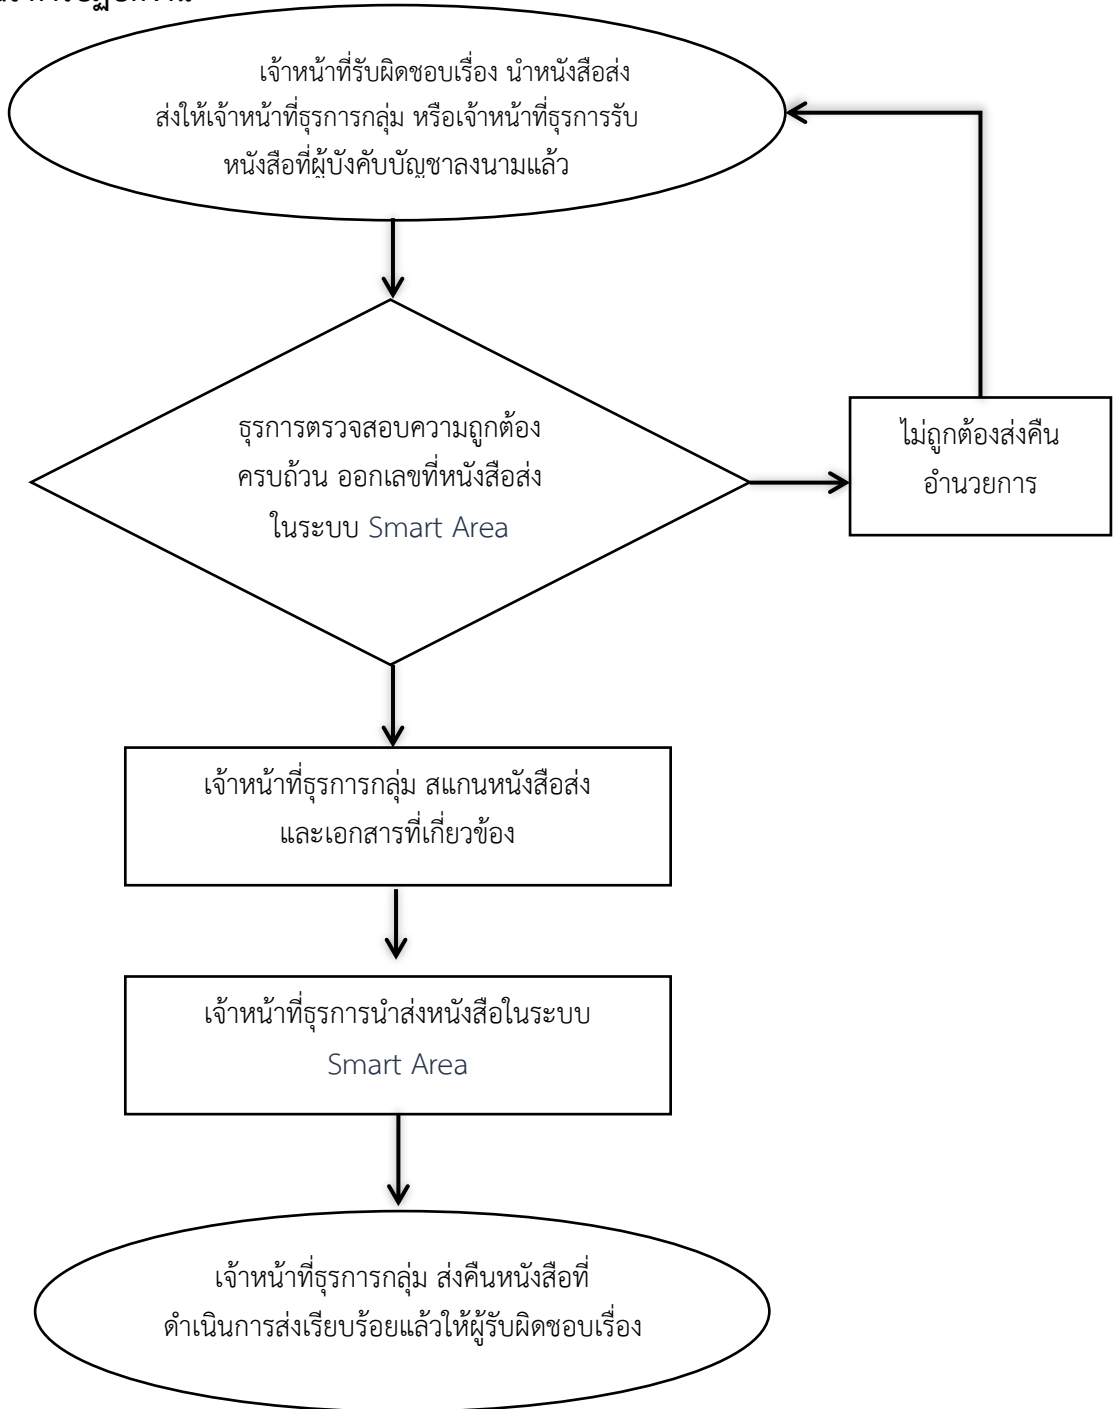 เจ้าหน้าที่รับผิดชอบเรื่อง นำหนังสือส่ง
ส่งให้เจ้าหน้าที่ธุรการกลุ่ม หรือเจ้าหน้าที่ธุรการรับ
หนังสือที่ผู้บังคับบัญชาลงนามแล้ว
ธุรการตรวจสอบความถูกต้อง
ครบถ้วน ออกเลขที่หนังสือส่ง
ในระบบ Smart Area
ไม่ถูกต้องส่งคืน
อำนวยการ
เจ้าหน้าที่ธุรการกลุ่ม สแกนหนังสือส่ง
และเอกสารที่เกี่ยวข้อง
เจ้าหน้าที่ธุรการนำส่งหนังสือในระบบ
Smart Area
เจ้าหน้าที่ธุรการกลุ่ม ส่งคืนหนังสือที่
ดำเนินการส่งเรียบร้อยแล้วให้ผู้รับผิดชอบเรื่อง